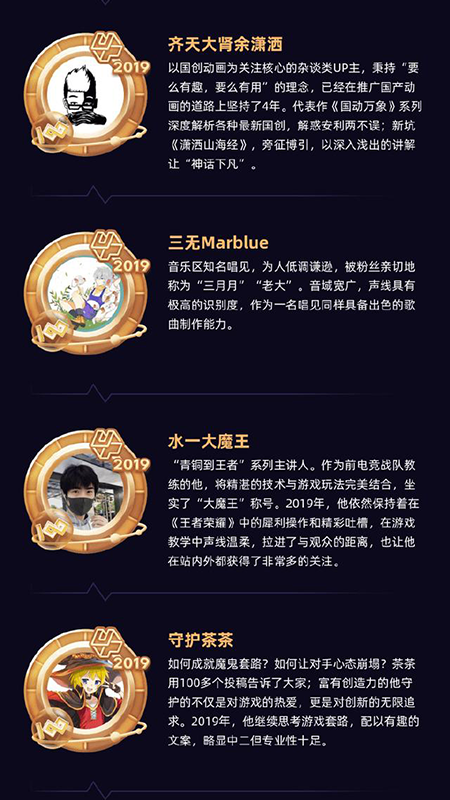 2019
齐天大肾余潇洒
以国创动画为关注核心的杂谈类UP主，秉持“要
么有趣，要么有用”的理念，已经在推广国产动
画的道路上坚持了4年。代表作《国动万象》系列
深度解析各种最新国创，解惑安利两不误；新坑
《潇洒山海经》，旁征博引，以深入浅出的讲解
让“神话下凡”。
2019
三无Marblue
音乐区知名唱见，为人低调谦逊，被粉丝亲切地
称为“三月月”“老大”。音域宽广，声线具有
极高的识别度，作为一名唱见同样具备出色的歌
曲制作能力。
2019
水一大魔王
“青铜到王者”系列主讲人。作为前电竞战队教
练的他，将精湛的技术与游戏玩法完美结合，坐
实了“大魔王”称号。2019年，他依然保持着在
《王者荣耀》中的犀利操作和精彩吐槽，在游戏
教学中声线温柔，拉进了与观众的距离，也让他
在站内外都获得了非常多的关注。
2019
守护茶茶
如何成就魔鬼套路？如何让对手心态崩塌？茶茶
用100多个投稿告诉了大家；富有创造力的他守
护的不仅是对游戏的热爱，更是对创新的无限追
求。2019年，他继续思考游戏套路，配以有趣的
文案，略显中二但专业性十足。